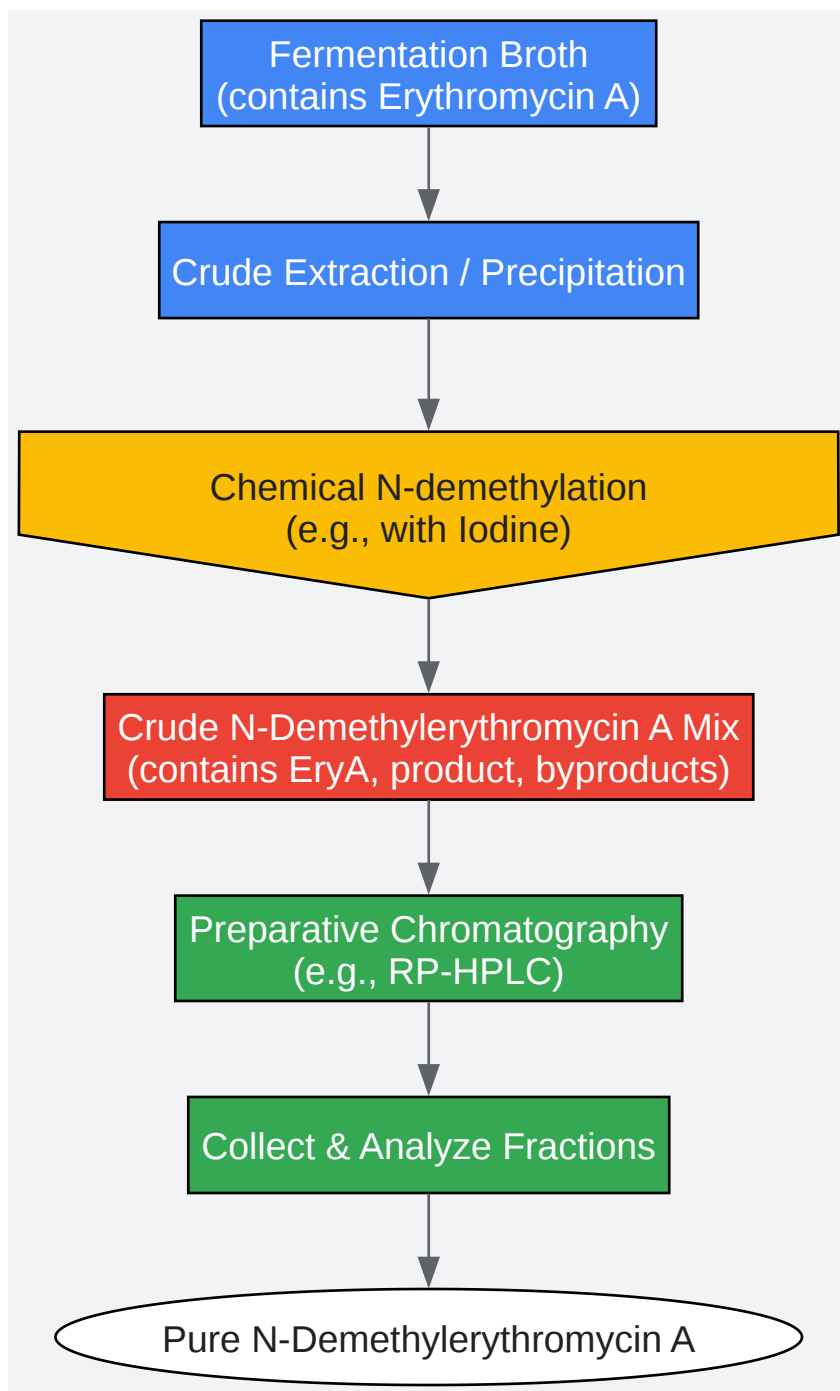 Fermentation Broth
(contains Erythromycin A)
Crude Extraction / Precipitation
Chemical N-demethylation
(e.g., with Iodine)
Crude N-Demethylerythromycin A Mix
(contains EryA, product, byproducts)
Preparative Chromatography
(e.g., RP-HPLC)
Collect & Analyze Fractions
Pure N-Demethylerythromycin A